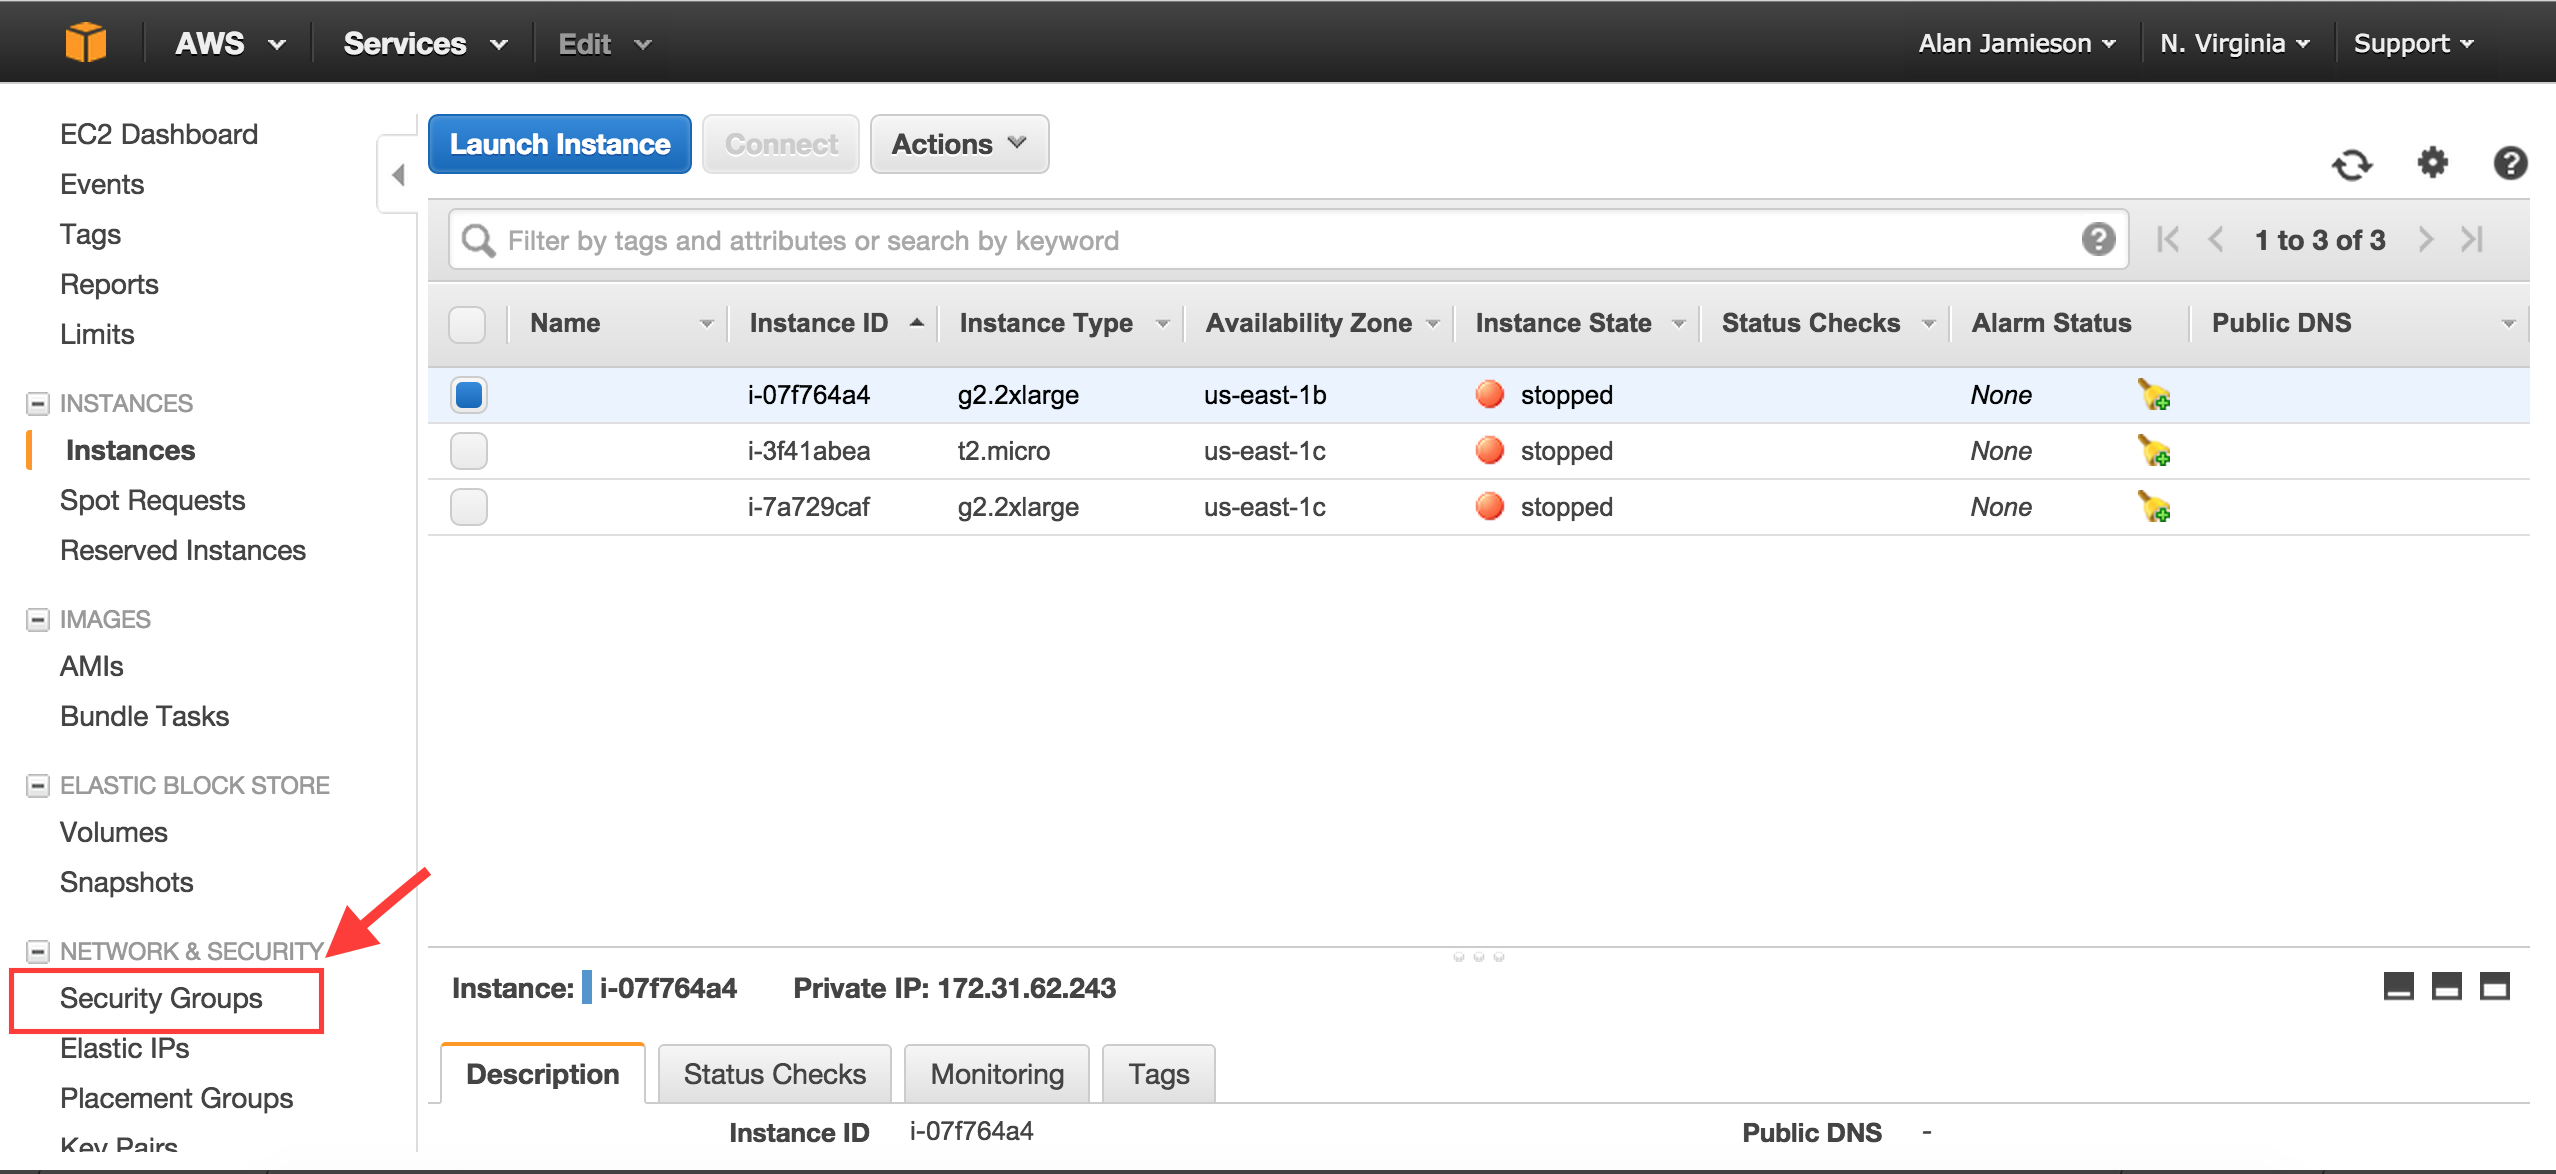 AWS Services Edit Alan Jamieson N. Virginia Support
EC2 Dashboard
Events
Tags
Reports
Limits
INSTANCES
Instances
Spot Requests
Reserved Instances
IMAGES
AMIs
Bundle Tasks
ELASTIC BLOCK STORE
Volumes
Snapshots
NETWORK & SECURITY
Security Groups
Elastic IPs
Placement Groups
Key Pairs
Launch Instance Connect Actions
Filter by tags and attributes or search by keyword 1 to 3 of 3
Name Instance ID Instance Type Availability Zone Instance State Status Checks Alarm Status Public DNS
i-07f764a4 g2.2xlarge us-east-1b stopped None
i-3f41abea t2.micro us-east-1c stopped None
i-7a729caf g2.2xlarge us-east-1c stopped None
Instance: i-07f764a4 Private IP: 172.31.62.243
Description Status Checks Monitoring Tags
Instance ID i-07f764a4 Public DNS -